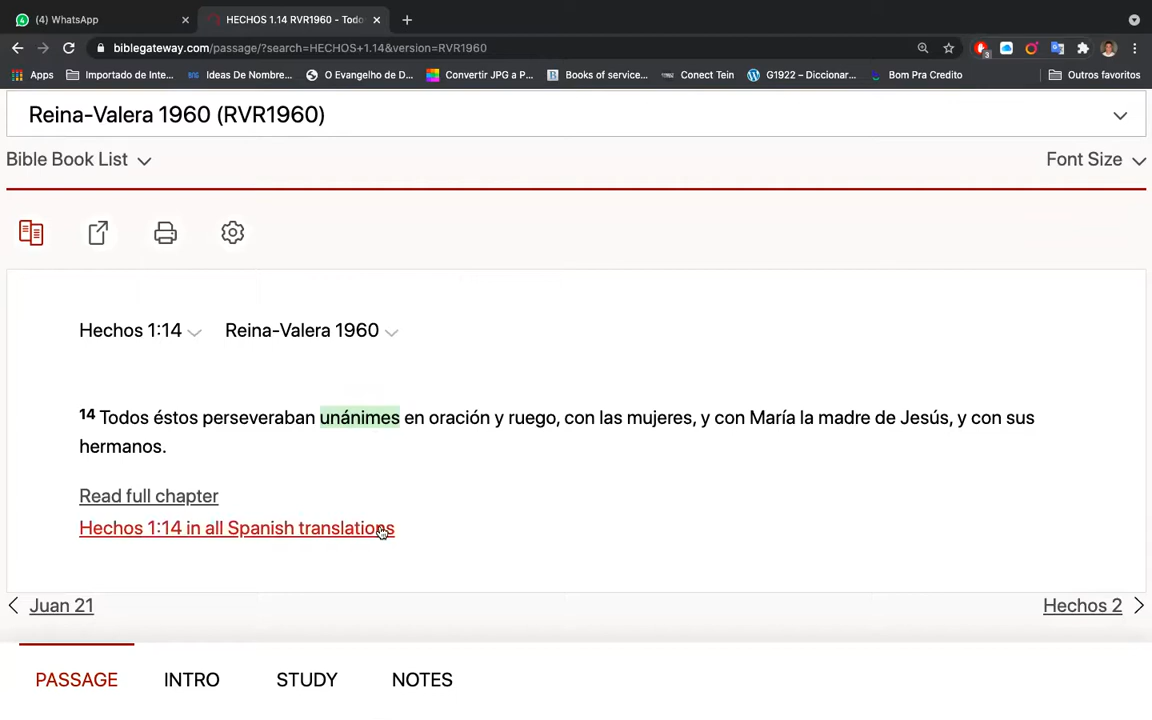 (4) WhatsApp
HECHOS 1.14 RVR1960 - Todo
biblegateway.com/passage/?search=HECHOS+1.14&version=RVR1960
Apps
Importado de Inte...
Ideas De Nombre...
O Evangelho de D...
Convertir JPG a P...
Books of service...
Conect Tein
G1922 – Diccionar...
Bom Pra Credito
Outros favoritos
Reina-Valera 1960 (RVR1960)
Bible Book List
Font Size
Hechos 1:14
Reina-Valera 1960
14 Todos éstos perseveraban unánimes en oración y ruego, con las mujeres, y con María la madre de Jesús, y con sus
hermanos.
Read full chapter
Hechos 1:14 in all Spanish translations
Juan 21
Hechos 2
PASSAGE
INTRO
STUDY
NOTES